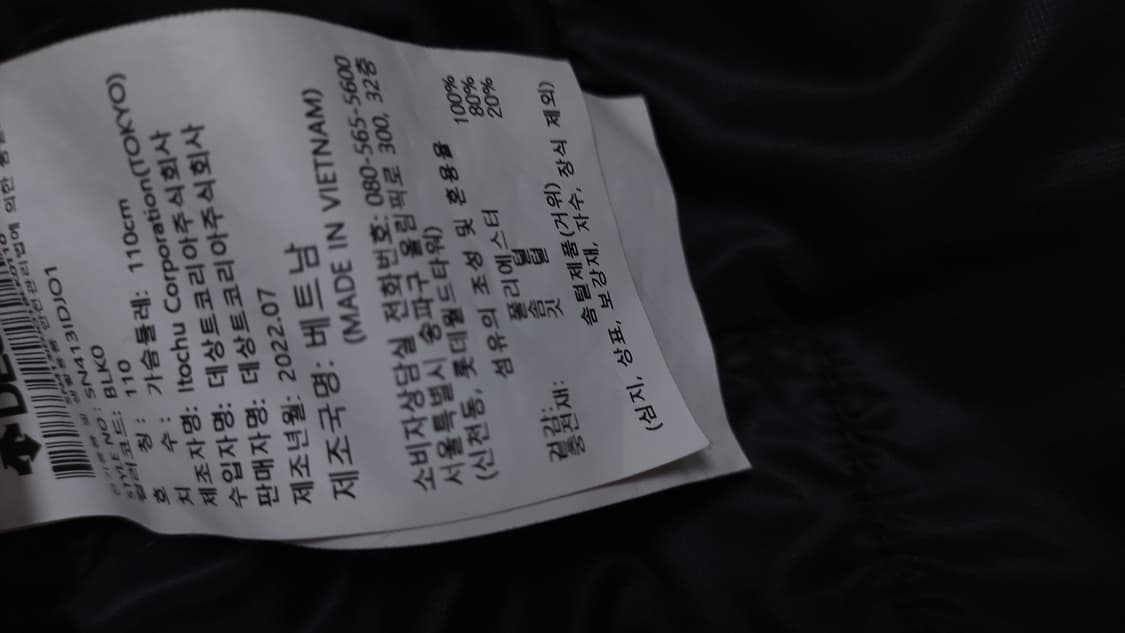 STYLE NO : SN413IDJ01
컬러코드: BLK0
호 칭 : 110
치 수 : 가슴둘레: 110cm
제조자명: Itochu Corporation(TOKYO)
수입자명: 데상트코리아주식회사
판매자명: 데상트코리아주식회사
제조년월: 2022.07
제조국명: 베트남
(MADE IN VIETNAM)
소비자상담실 전화번호: 080-565-5600
서울특별시 송파구 올림픽로 300, 32층
(신천동, 롯데월드타워)
섬유의 조성 및 혼용율
겉감: 폴리에스터 100%
충전재: 솜털 80%
깃털 20%
솜털제품(거위)
(심지, 상표, 보강재, 자수, 장식 제외)